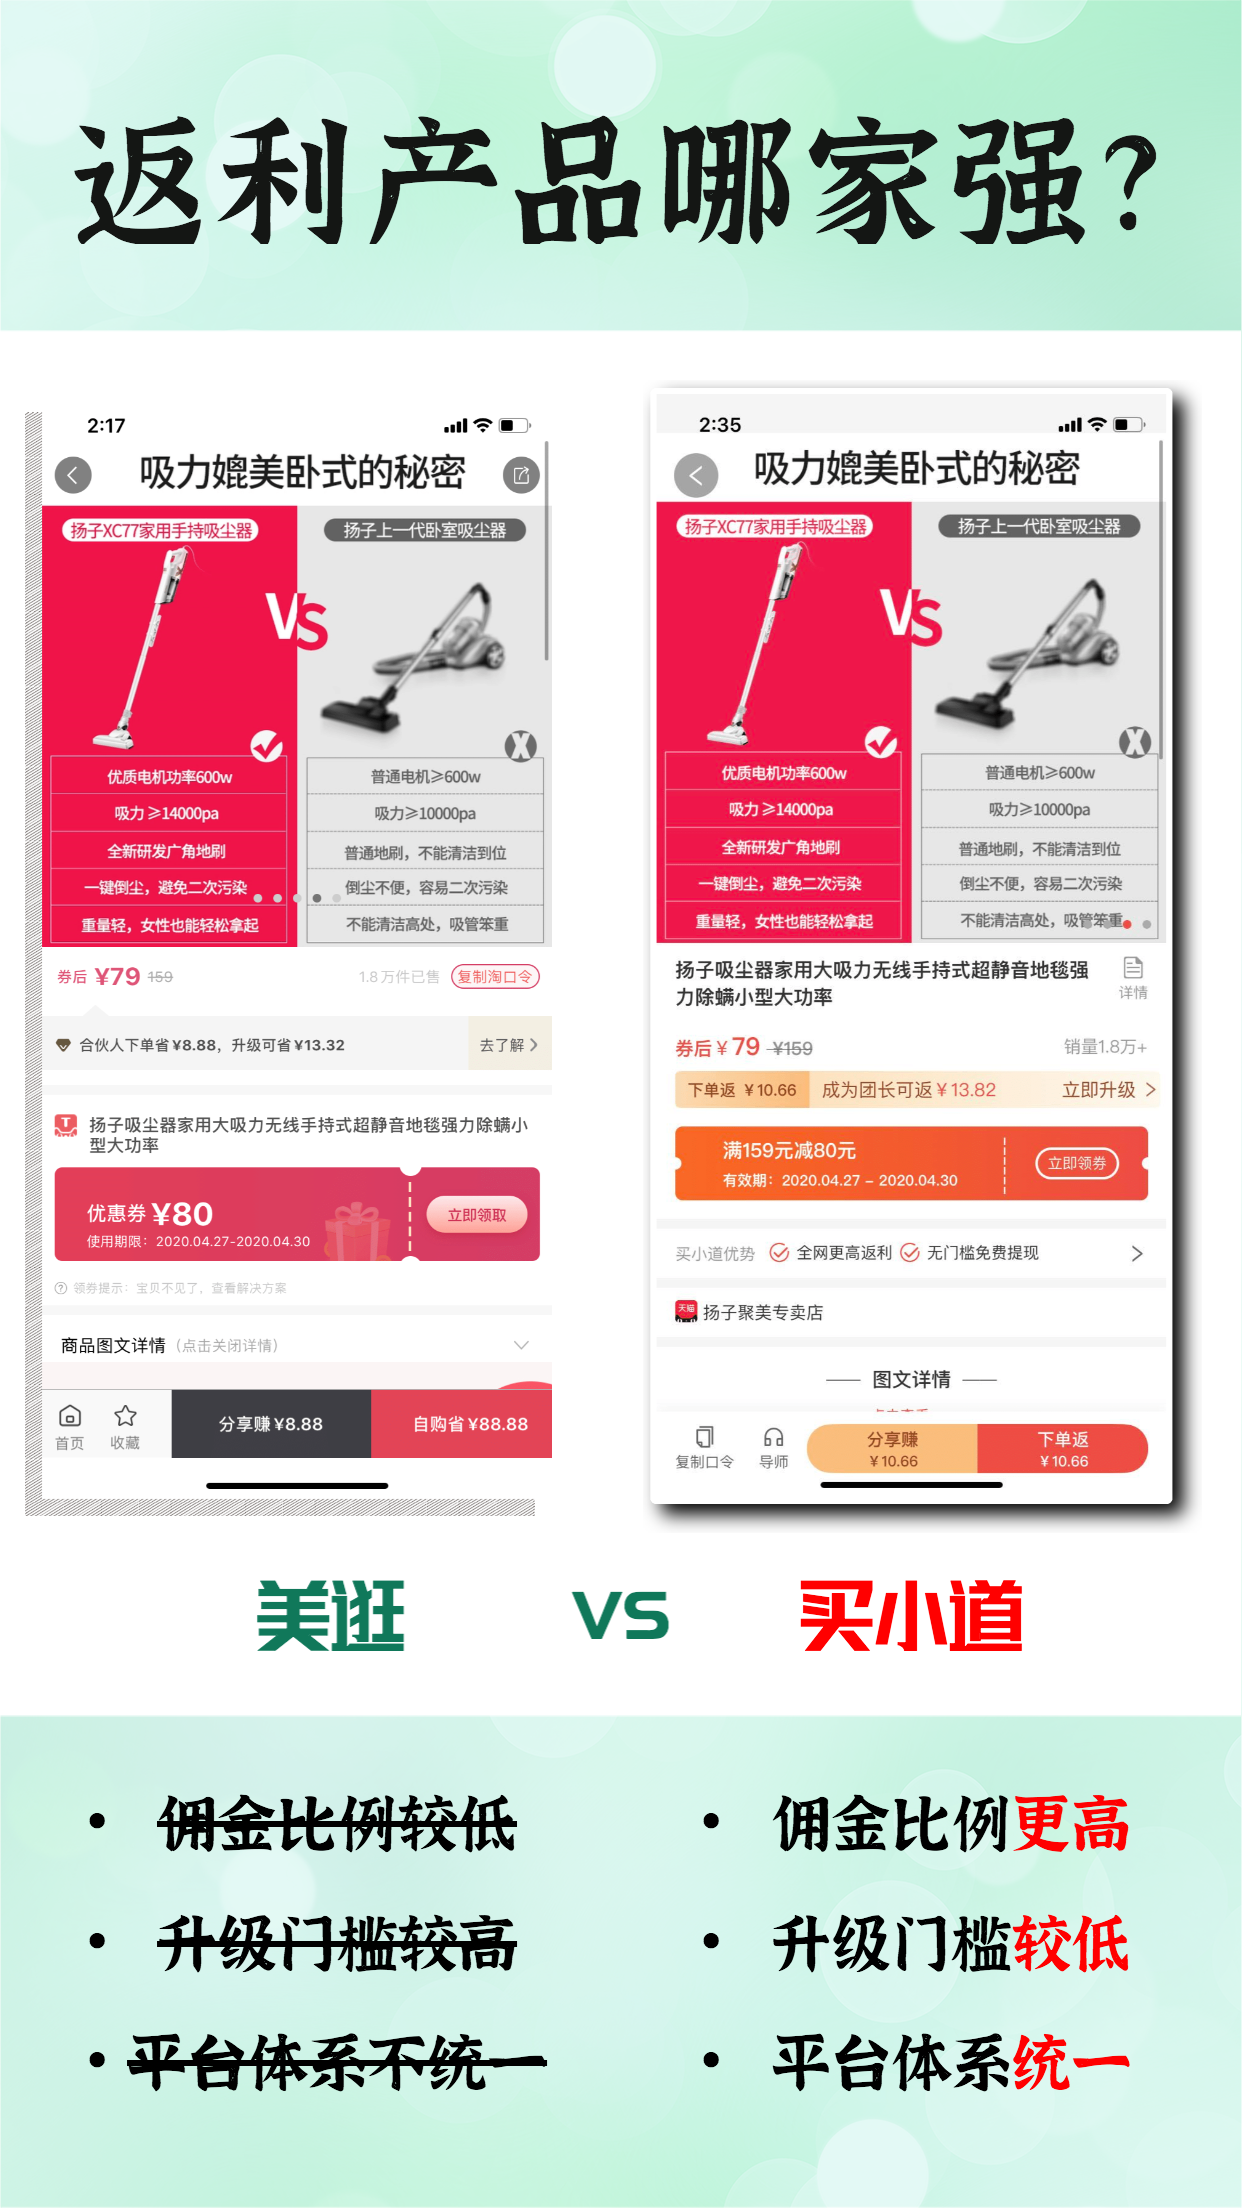 返利产品哪家强?
2:17
吸力媲美卧式的秘密
扬子XC77家用手持吸尘器
扬子上一代卧室吸尘器
VS
优质电机功率600w
普通电机≥600w
吸力 ≥14000pa
吸力≥10000pa
全新研发广角地刷
普通地刷，不能清洁到位
一键倒尘，避免二次污染
倒尘不便，容易二次污染
重量轻，女性也能轻松拿起
不能清洁高处，吸管笨重
券后 ¥79 159
1.8万件已售
复制淘口令
合伙人下单省¥8.88，升级可省¥13.32
去了解
扬子吸尘器家用大吸力无线手持式超静音地毯强力除螨小
型大功率
优惠券 ¥80
使用期限：2020.04.27-2020.04.30
立即领取
领券提示：宝贝不见了，查看解决方案
商品图文详情（点击关闭详情）
首页
收藏
分享赚¥8.88
自购省¥88.88
2:35
吸力媲美卧式的秘密
扬子XC77家用手持吸尘器
扬子上一代卧室吸尘器
VS
优质电机功率600w
普通电机≥600w
吸力 ≥14000pa
吸力≥10000pa
全新研发广角地刷
普通地刷，不能清洁到位
一键倒尘，避免二次污染
倒尘不便，容易二次污染
重量轻，女性也能轻松拿起
不能清洁高处，吸管笨重
扬子吸尘器家用大吸力无线手持式超静音地毯强
力除螨小型大功率
详情
券后 ¥ 79 ¥159
销量1.8万+
下单返 ¥10.66
成为团长可返¥13.82
立即升级
满159元减80元
有效期：2020.04.27 – 2020.04.30
立即领券
买小道优势
全网更高返利
无门槛免费提现
天猫
扬子聚美专卖店
图文详情
复制口令
导师
分享赚
¥10.66
下单返
¥10.66
美逛
VS
买小道
• 佣金比例较低
• 升级门槛较高
• 平台体系不统一
• 佣金比例更高
• 升级门槛较低
• 平台体系统一